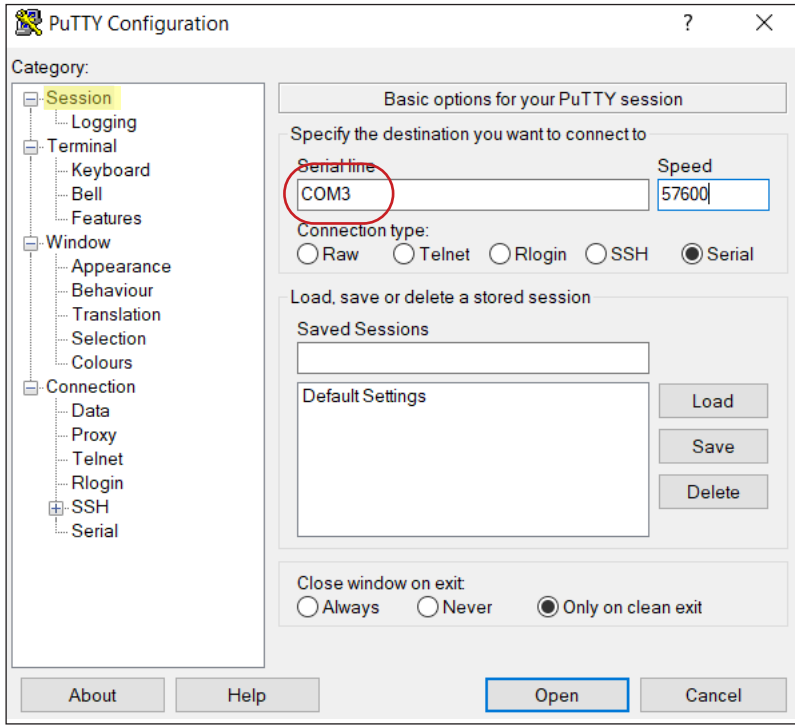 PuTTY Configuration
?
Category:
Session
Logging
Terminal
Keyboard
Bell
Features
Window
Appearance
Behaviour
Translation
Selection
Colours
Connection
Data
Proxy
Telnet
Rlogin
SSH
Serial
Basic options for your PuTTY session
Specify the destination you want to connect to
Serial line Speed
COM3 57600
Connection type:
Raw Telnet Rlogin SSH Serial
Load, save or delete a stored session
Saved Sessions
Default Settings
Load
Save
Delete
Close window on exit:
Always Never Only on clean exit
About Help Open Cancel